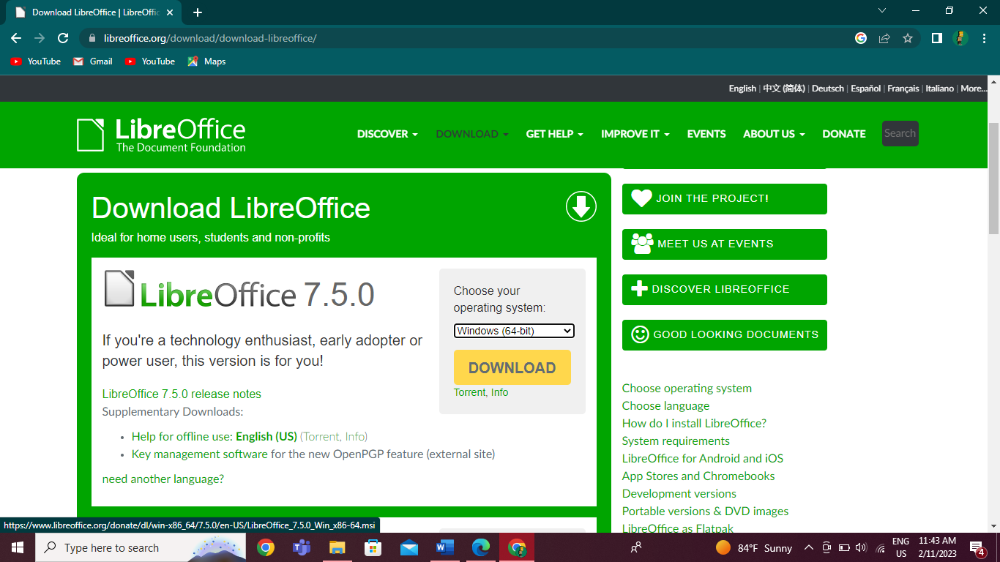 Download LibreOffice | LibreOffic
libreoffice.org/download/download-libreoffice/
YouTube Gmail YouTube Maps
English | 中文 (简体) | Deutsch | Español | Français | Italiano | More...
LibreOffice
The Document Foundation
DISCOVER DOWNLOAD GET HELP IMPROVE IT EVENTS ABOUT US DONATE Search
Download LibreOffice
Ideal for home users, students and non-profits
LibreOffice 7.5.0
If you're a technology enthusiast, early adopter or
power user, this version is for you!
LibreOffice 7.5.0 release notes
Supplementary Downloads:
• Help for offline use: English (US) (Torrent, Info)
• Key management software for the new OpenPGP feature (external site)
need another language?
Choose your
operating system:
Windows (64-bit)
DOWNLOAD
Torrent, Info
JOIN THE PROJECT!
MEET US AT EVENTS
DISCOVER LIBREOFFICE
GOOD LOOKING DOCUMENTS
Choose operating system
Choose language
How do I install LibreOffice?
System requirements
LibreOffice for Android and iOS
App Stores and Chromebooks
Development versions
Portable versions & DVD images
LibreOffice as Flatpak
https://www.libreoffice.org/donate/dl/win-x86_64/7.5.0/en-US/LibreOffice_7.5.0_Win_x86-64.msi
Type here to search
84°F Sunny
ENG
US
11:43 AM
2/11/2023
4